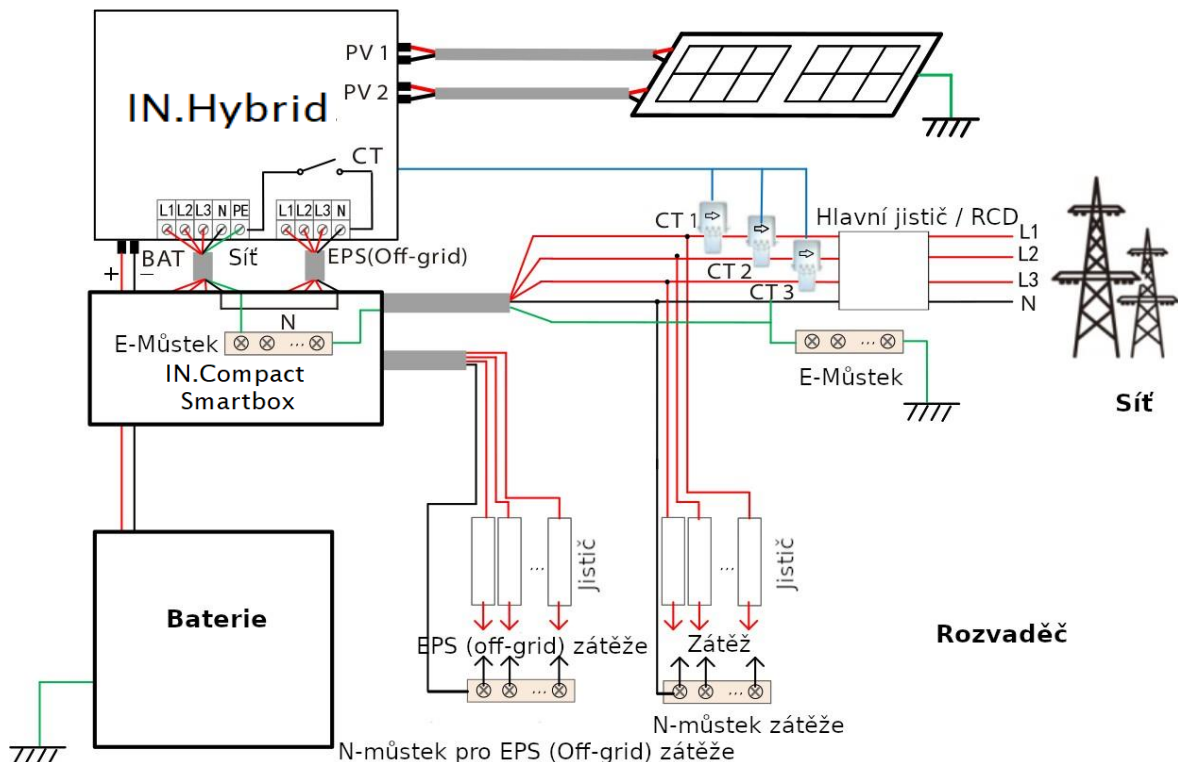 PV 1
PV 2
IN.Hybrid
CT
L1 L2 L3 N PE
L1 L2 L3 N
BAT
Síť
EPS(Off-grid)
+
–
CT 1
CT 2
CT 3
Hlavní jistič / RCD
L1
L2
L3
N
N
E-Můstek
...
IN.Compact
Smartbox
...
E-Můstek
Síť
...
Jistič
...
Jistič
Baterie
EPS (off-grid) zátěže
Zátěž
Rozvaděč
...
...
N-můstek zátěže
N-můstek pro EPS (Off-grid) zátěže